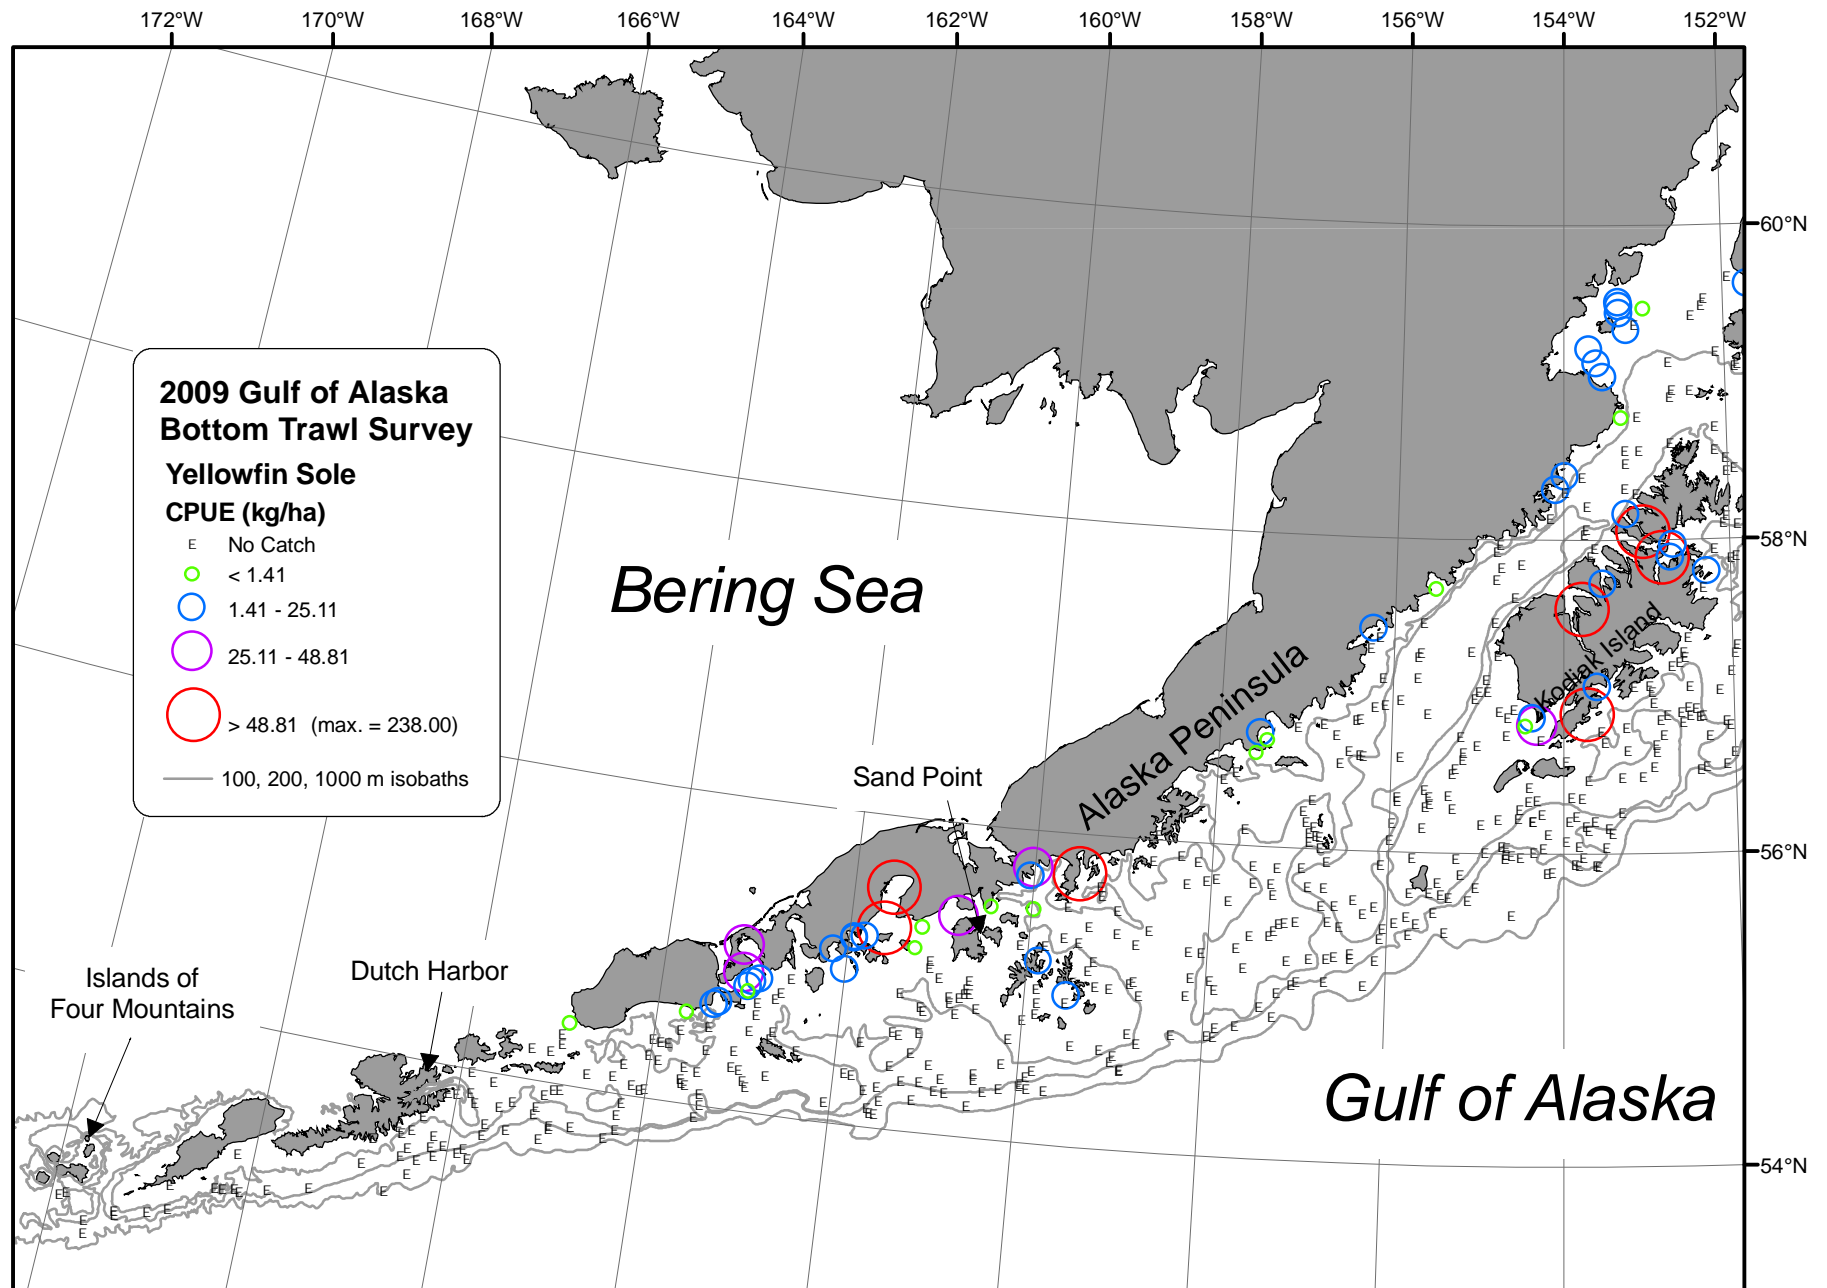 172°W 170°W 168°W 166°W 164°W 162°W 160°W 158°W 156°W 154°W 152°W
60°N
2009 Gulf of Alaska
Bottom Trawl Survey
Yellowfin Sole
CPUE (kg/ha)
E No Catch
< 1.41
1.41 - 25.11
25.11 - 48.81
> 48.81 (max. = 238.00)
100, 200, 1000 m isobaths
58°N
Bering Sea
Kodiak Island
Alaska Peninsula
Sand Point
56°N
Islands of
Four Mountains
Dutch Harbor
Gulf of Alaska
54°N